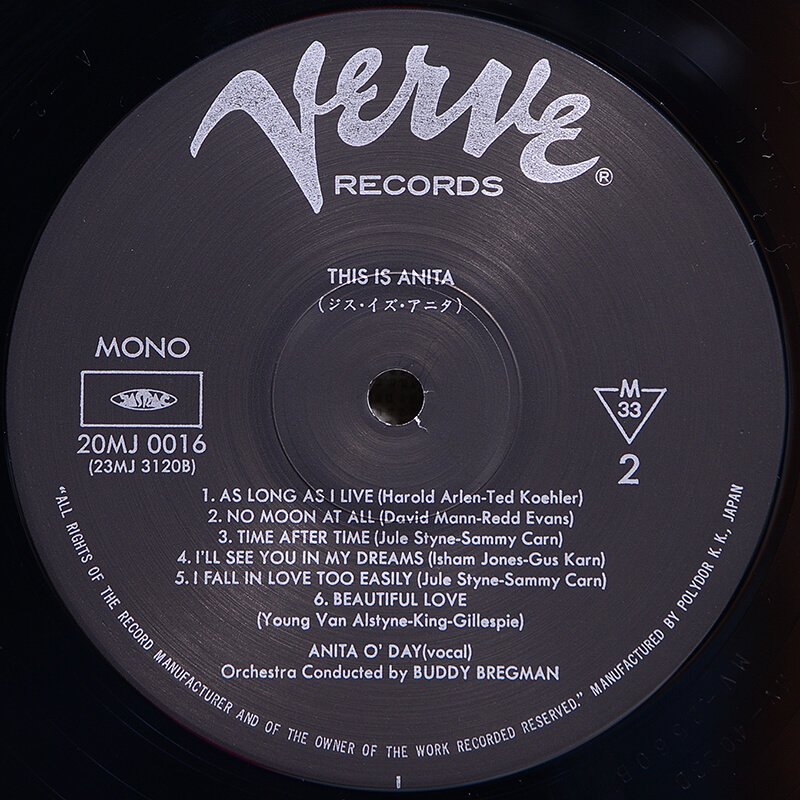 Verve
RECORDS ®
THIS IS ANITA
(ジス・イズ・アニタ)
MONO
JASRAC
20MJ 0016
(23MJ 3120B)
M
33
2
1. AS LONG AS I LIVE (Harold Arlen-Ted Koehler)
2. NO MOON AT ALL (David Mann-Redd Evans)
3. TIME AFTER TIME (Jule Styne-Sammy Carn)
4. I'LL SEE YOU IN MY DREAMS (Isham Jones-Gus Karn)
5. I FALL IN LOVE TOO EASILY (Jule Styne-Sammy Carn)
6. BEAUTIFUL LOVE
(Young Van Alstyne-King-Gillespie)
ANITA O' DAY(vocal)
Orchestra Conducted by BUDDY BREGMAN
"ALL RIGHTS OF THE RECORD MANUFACTURER AND OF THE OWNER OF THE WORK RECORDED RESERVED." MANUFACTURED BY POLYDOR K. K., JAPAN
1